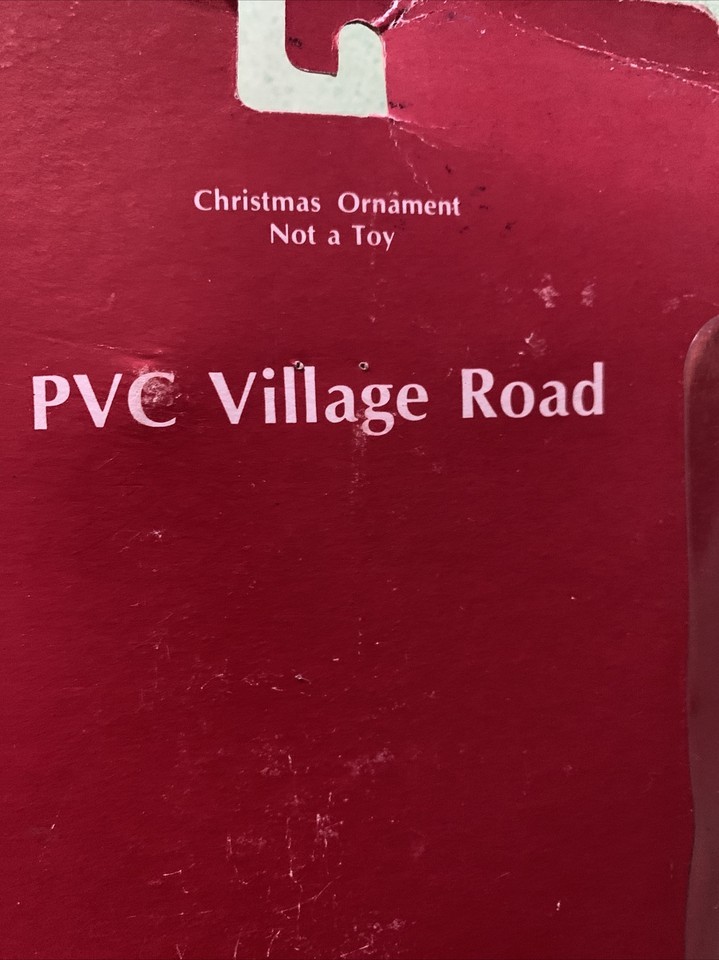 Christmas Ornament
Not a Toy
PVC Village Road